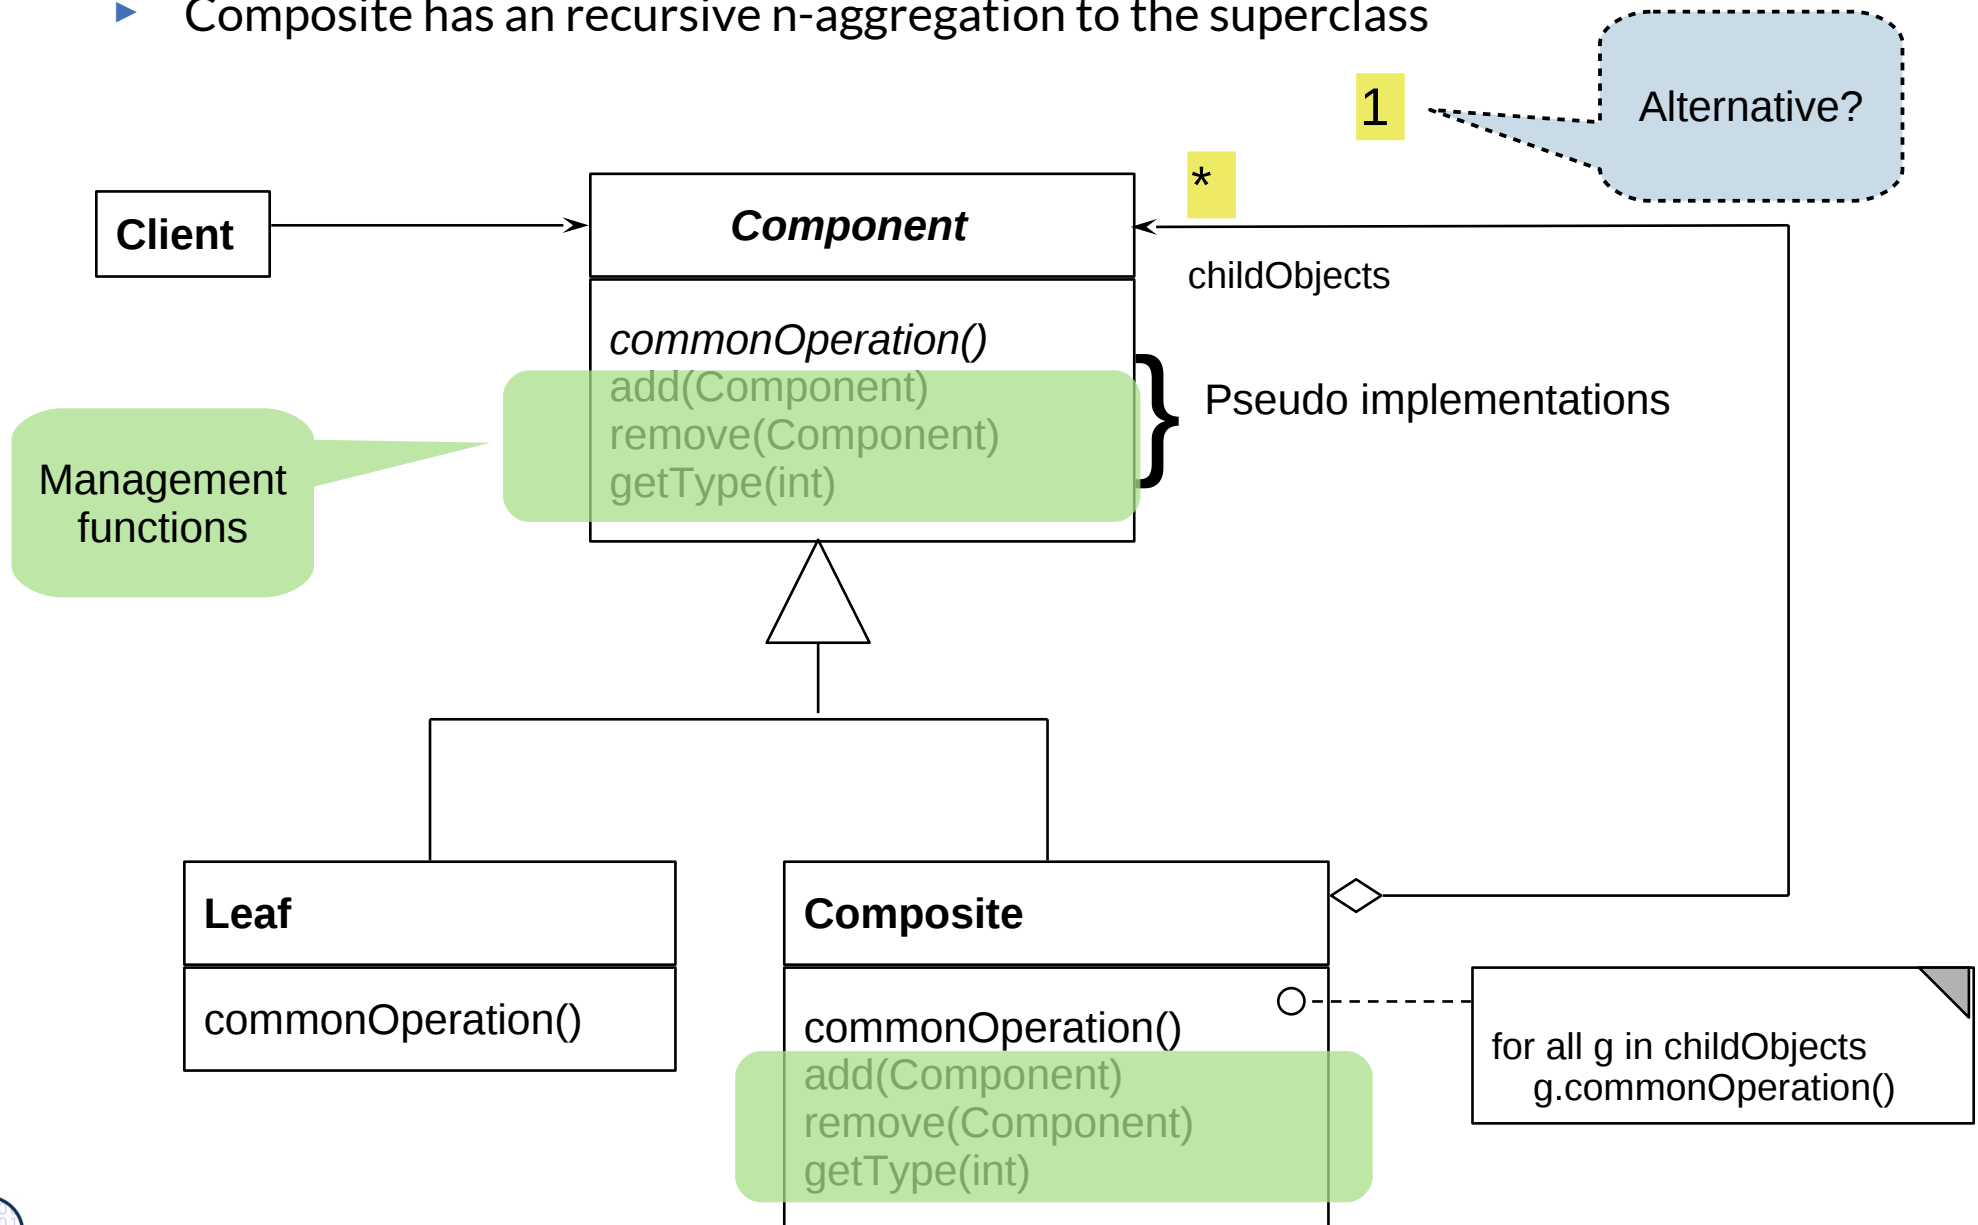 Composite has an recursive n-aggregation to the superclass
1
Alternative?
*
Client
Component
childObjects
commonOperation()
add(Component)
remove(Component)
getType(int)
}
Pseudo implementations
Management
functions
Leaf
commonOperation()
Composite
commonOperation()
add(Component)
remove(Component)
getType(int)
for all g in childObjects
g.commonOperation()